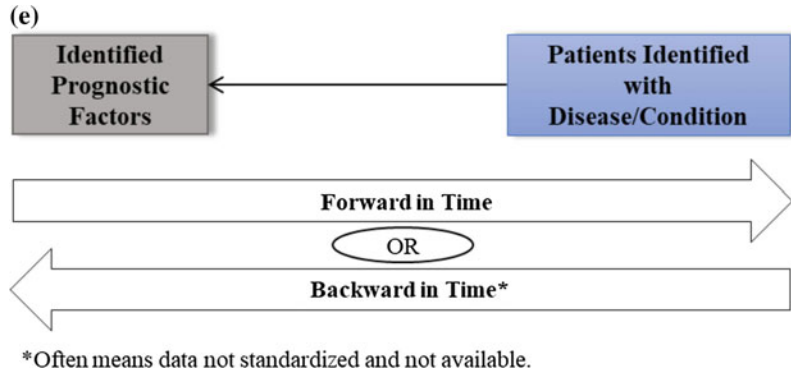 (e)
Identified
Prognostic
Factors
Patients Identified
with
Disease/Condition
Forward in Time
OR
Backward in Time*
*Often means data not standardized and not available.